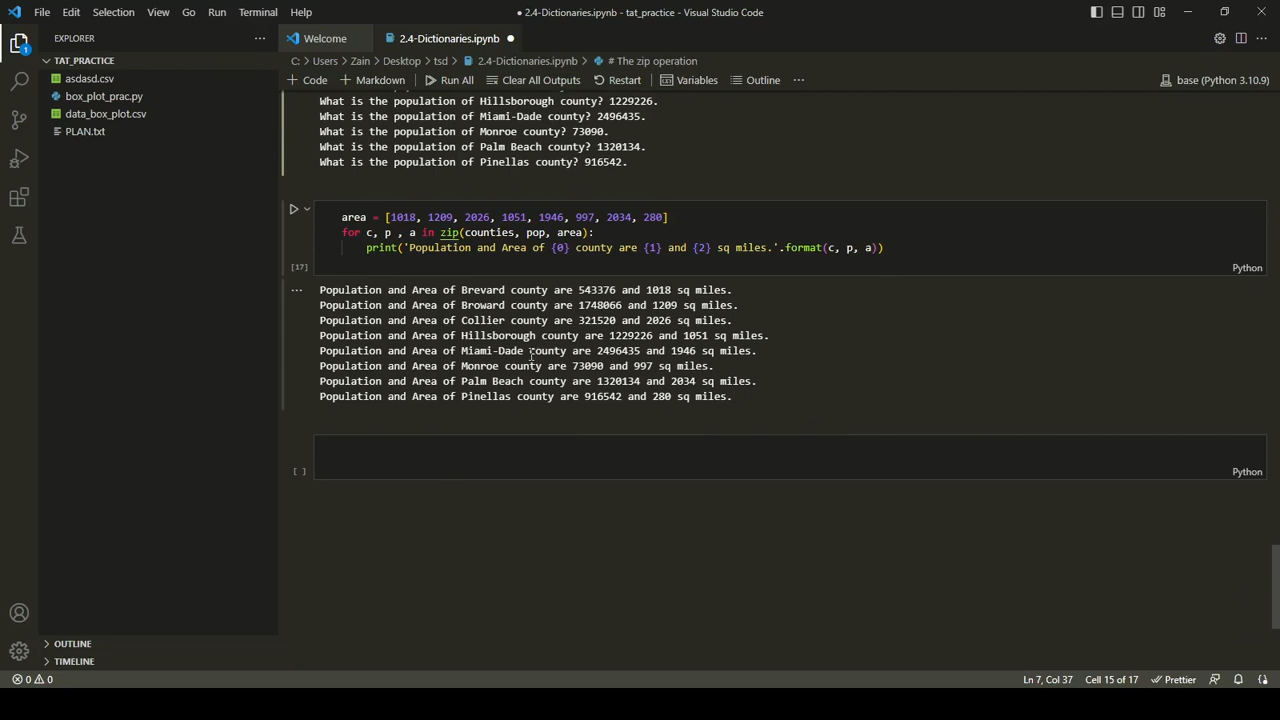 File Edit Selection View Go Run Terminal Help
● 2.4-Dictionaries.ipynb - tat_practice - Visual Studio Code
EXPLORER
Welcome
2.4-Dictionaries.ipynb
TAT_PRACTICE
C: > Users > Zain > Desktop > tsd > 2.4-Dictionaries.ipynb > # The zip operation
asdasd.csv
box_plot_prac.py
data_box_plot.csv
PLAN.txt
+ Code + Markdown Run All Clear All Outputs Restart Variables Outline ...
base (Python 3.10.9)
What is the population of Hillsborough county? 1229226.
What is the population of Miami-Dade county? 2496435.
What is the population of Monroe county? 73090.
What is the population of Palm Beach county? 1320134.
What is the population of Pinellas county? 916542.
area = [1018, 1209, 2026, 1051, 1946, 997, 2034, 280]
for c, p , a in zip(counties, pop, area):
print('Population and Area of {0} county are {1} and {2} sq miles.'.format(c, p, a))
[17]
Python
Population and Area of Brevard county are 543376 and 1018 sq miles.
Population and Area of Broward county are 1748066 and 1209 sq miles.
Population and Area of Collier county are 321520 and 2026 sq miles.
Population and Area of Hillsborough county are 1229226 and 1051 sq miles.
Population and Area of Miami-Dade county are 2496435 and 1946 sq miles.
Population and Area of Monroe county are 73090 and 997 sq miles.
Population and Area of Palm Beach county are 1320134 and 2034 sq miles.
Population and Area of Pinellas county are 916542 and 280 sq miles.
[ ]
Python
1
OUTLINE
TIMELINE
0 0
Ln 7, Col 37
Cell 15 of 17
Prettier